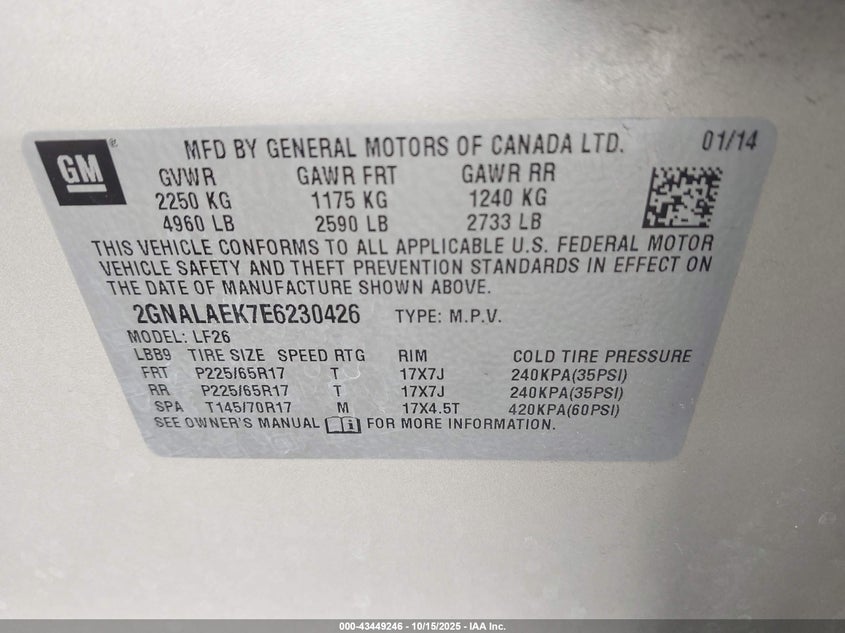 GM® MFD BY GENERAL MOTORS OF CANADA LTD. 01/14
GVWR GAWR FRT GAWR RR
2250 KG 1175 KG 1240 KG
4960 LB 2590 LB 2733 LB
THIS VEHICLE CONFORMS TO ALL APPLICABLE U.S. FEDERAL MOTOR
VEHICLE SAFETY AND THEFT PREVENTION STANDARDS IN EFFECT ON
THE DATE OF MANUFACTURE SHOWN ABOVE.
2GNALAEK7E6230426 TYPE: M.P.V.
MODEL: LF26
LBB9 TIRE SIZE SPEED RTG RIM COLD TIRE PRESSURE
FRT P225/65R17 T 17X7J 240KPA(35PSI)
RR P225/65R17 T 17X7J 240KPA(35PSI)
SPA T145/70R17 M 17X4.5T 420KPA(60PSI)
SEE OWNER'S MANUAL FOR MORE INFORMATION.
000-43449246 - 10/15/2025 - IAA Inc.